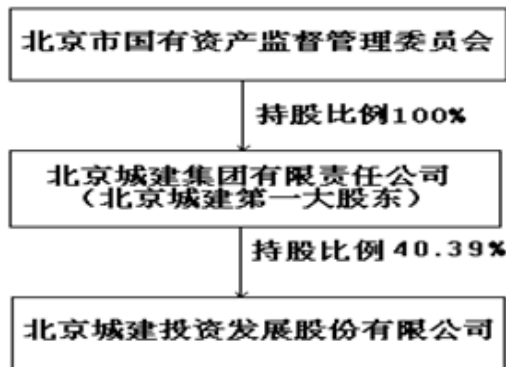 北京市国有资产监督管理委员会
持股比例100%
北京城建集团有限责任公司
（北京城建第一大股东）
持股比例 40.39%
北京城建投资发展股份有限公司